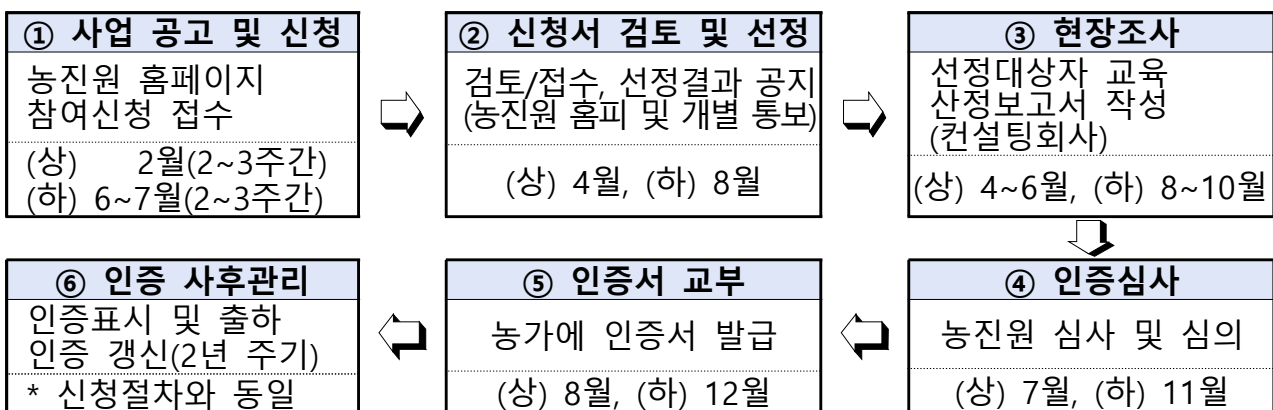 ① 사업 공고 및 신청
농진원 홈페이지
참여신청 접수
(상) 2월(2~3주간)
(하) 6~7월(2~3주간)
② 신청서 검토 및 선정
검토/접수, 선정결과 공지
(농진원 홈피 및 개별 통보)
(상) 4월, (하) 8월
③ 현장조사
선정대상자 교육
산정보고서 작성
(컨설팅회사)
(상) 4~6월, (하) 8~10월
④ 인증심사
농진원 심사 및 심의
(상) 7월, (하) 11월
⑤ 인증서 교부
농가에 인증서 발급
(상) 8월, (하) 12월
⑥ 인증 사후관리
인증표시 및 출하
인증 갱신(2년 주기)
* 신청절차와 동일